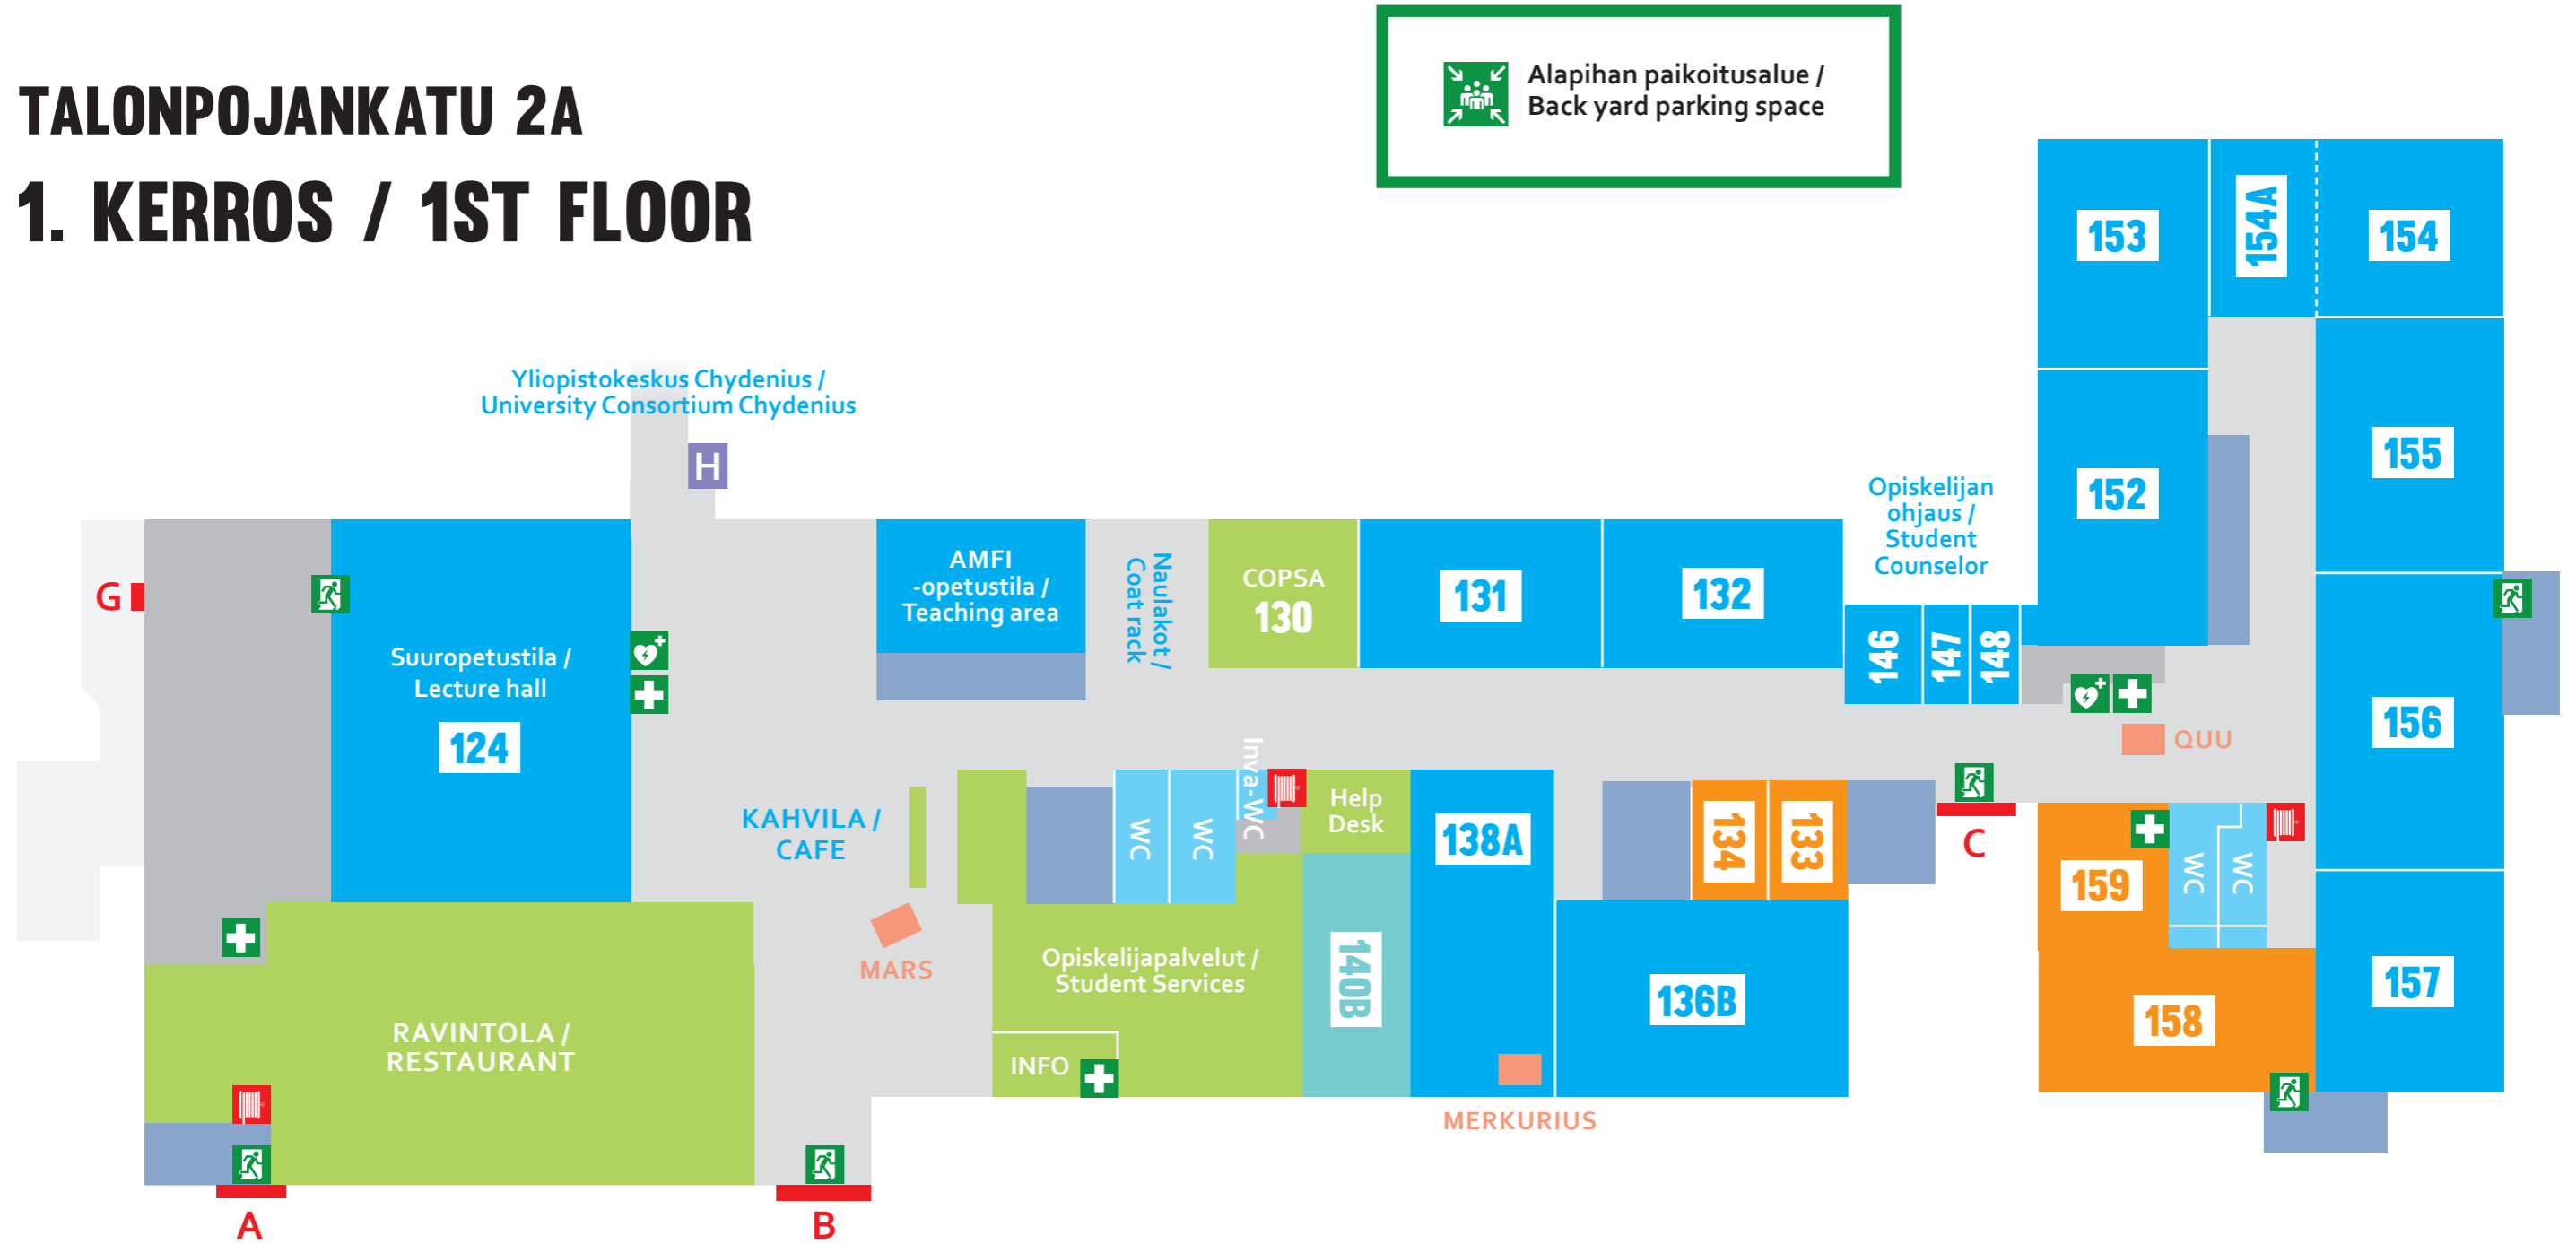 TALONPOJANKATU 2A
1. KERROS / 1ST FLOOR
Alapihan paikoitusalue /
Back yard parking space
Yliopistokeskus Chydenius /
University Consortium Chydenius
H
G
Suuropetustila /
Lecture hall
124
AMFI
-opetustila /
Teaching area
Naulakot /
Coat rack
COPSA
130
131
132
Opiskelijan
ohjaus /
Student
Counselor
146
147
148
153
154A
154
152
155
156
157
QUU
KAHVILA /
CAFE
MARS
WC
WC
Inva-WC
Help
Desk
138A
134
133
C
159
WC
WC
158
Opiskelijapalvelut /
Student Services
INFO
140B
136B
MERKURIUS
RAVINTOLA /
RESTAURANT
A
B